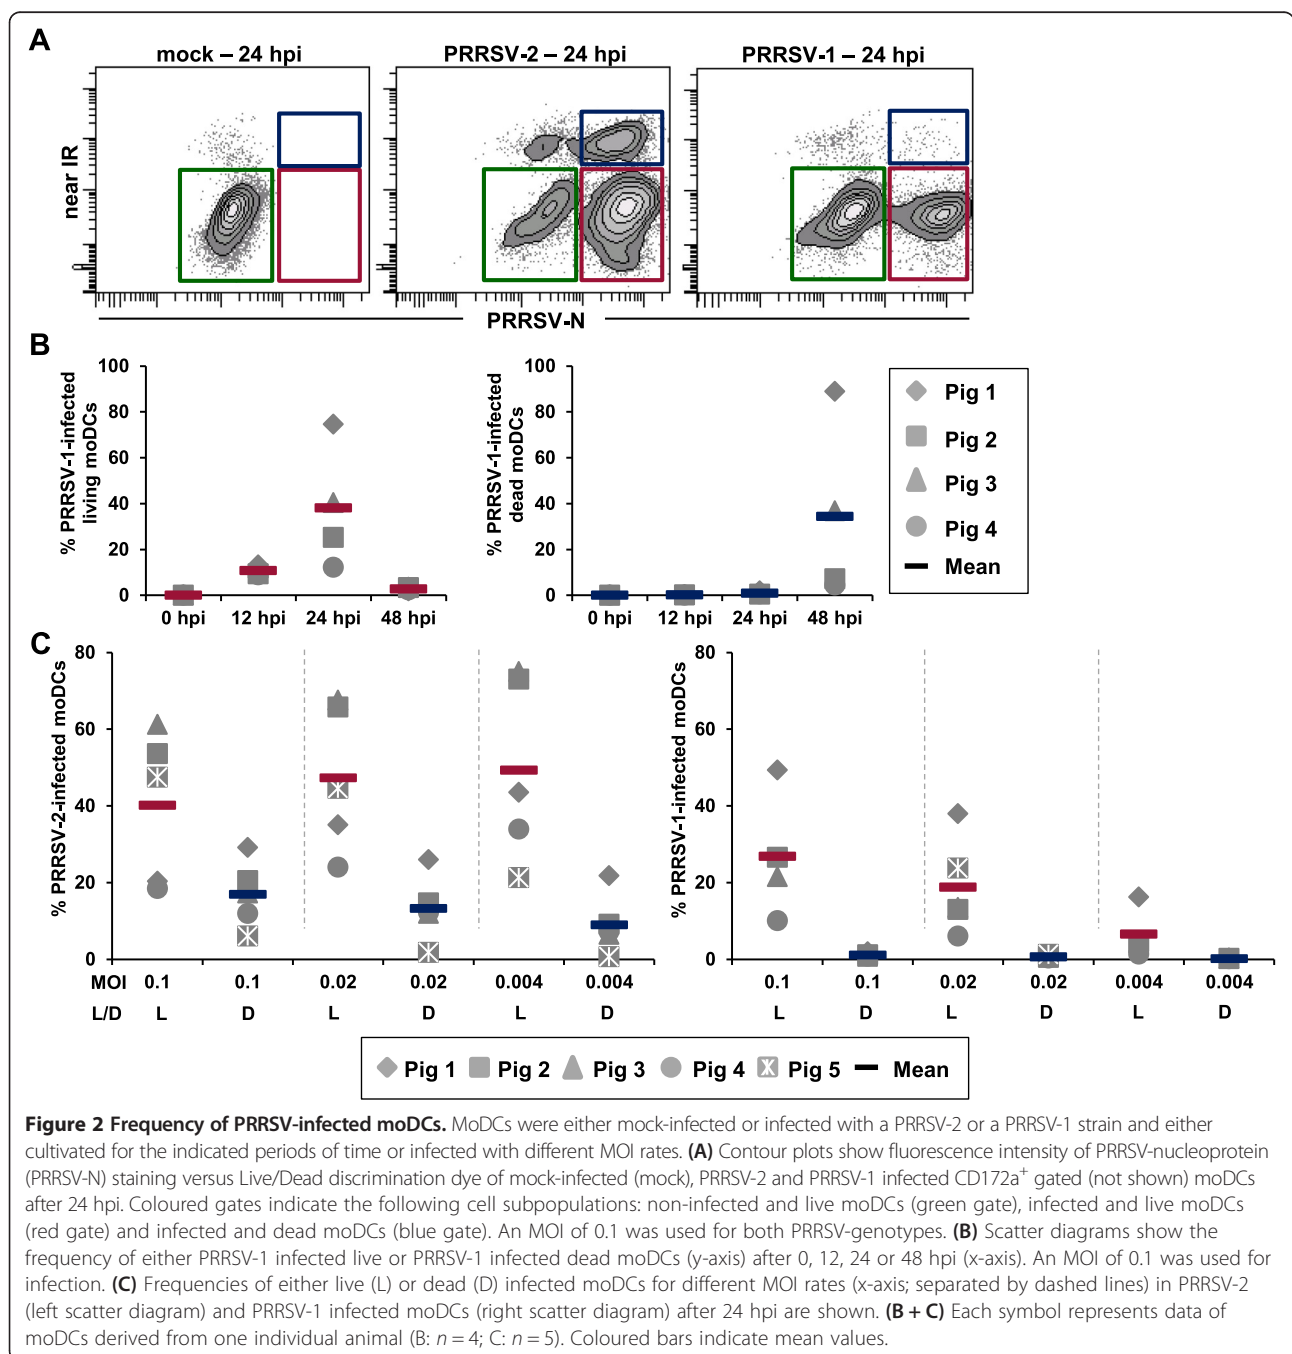 A
mock – 24 hpi
PRRSV-2 – 24 hpi
PRRSV-1 – 24 hpi
near IR
PRRSV-N
B
% PRRSV-1-infected
living moDCs
100
80
60
40
20
0
0 hpi
12 hpi
24 hpi
48 hpi
% PRRSV-1-infected
dead moDCs
100
80
60
40
20
0
0 hpi
12 hpi
24 hpi
48 hpi
Pig 1
Pig 2
Pig 3
Pig 4
Mean
C
% PRRSV-2-infected moDCs
80
60
40
20
0
MOI 0.1 0.1 0.02 0.02 0.004 0.004
L/D L D L D L D
% PRRSV-1-infected moDCs
80
60
40
20
0
0.1 0.1 0.02 0.02 0.004 0.004
L D L D L D
Pig 1 Pig 2 Pig 3 Pig 4 Pig 5 Mean
Figure 2 Frequency of PRRSV-infected moDCs. MoDCs were either mock-infected or infected with a PRRSV-2 or a PRRSV-1 strain and either
cultivated for the indicated periods of time or infected with different MOI rates. (A) Contour plots show fluorescence intensity of PRRSV-nucleoprotein
(PRRSV-N) staining versus Live/Dead discrimination dye of mock-infected (mock), PRRSV-2 and PRRSV-1 infected CD172a⁺ gated (not shown) moDCs
after 24 hpi. Coloured gates indicate the following cell subpopulations: non-infected and live moDCs (green gate), infected and live moDCs
(red gate) and infected and dead moDCs (blue gate). An MOI of 0.1 was used for both PRRSV-genotypes. (B) Scatter diagrams show the
frequency of either PRRSV-1 infected live or PRRSV-1 infected dead moDCs (y-axis) after 0, 12, 24 or 48 hpi (x-axis). An MOI of 0.1 was used for
infection. (C) Frequencies of either live (L) or dead (D) infected moDCs for different MOI rates (x-axis; separated by dashed lines) in PRRSV-2
(left scatter diagram) and PRRSV-1 infected moDCs (right scatter diagram) after 24 hpi are shown. (B + C) Each symbol represents data of
moDCs derived from one individual animal (B: n = 4; C: n = 5). Coloured bars indicate mean values.